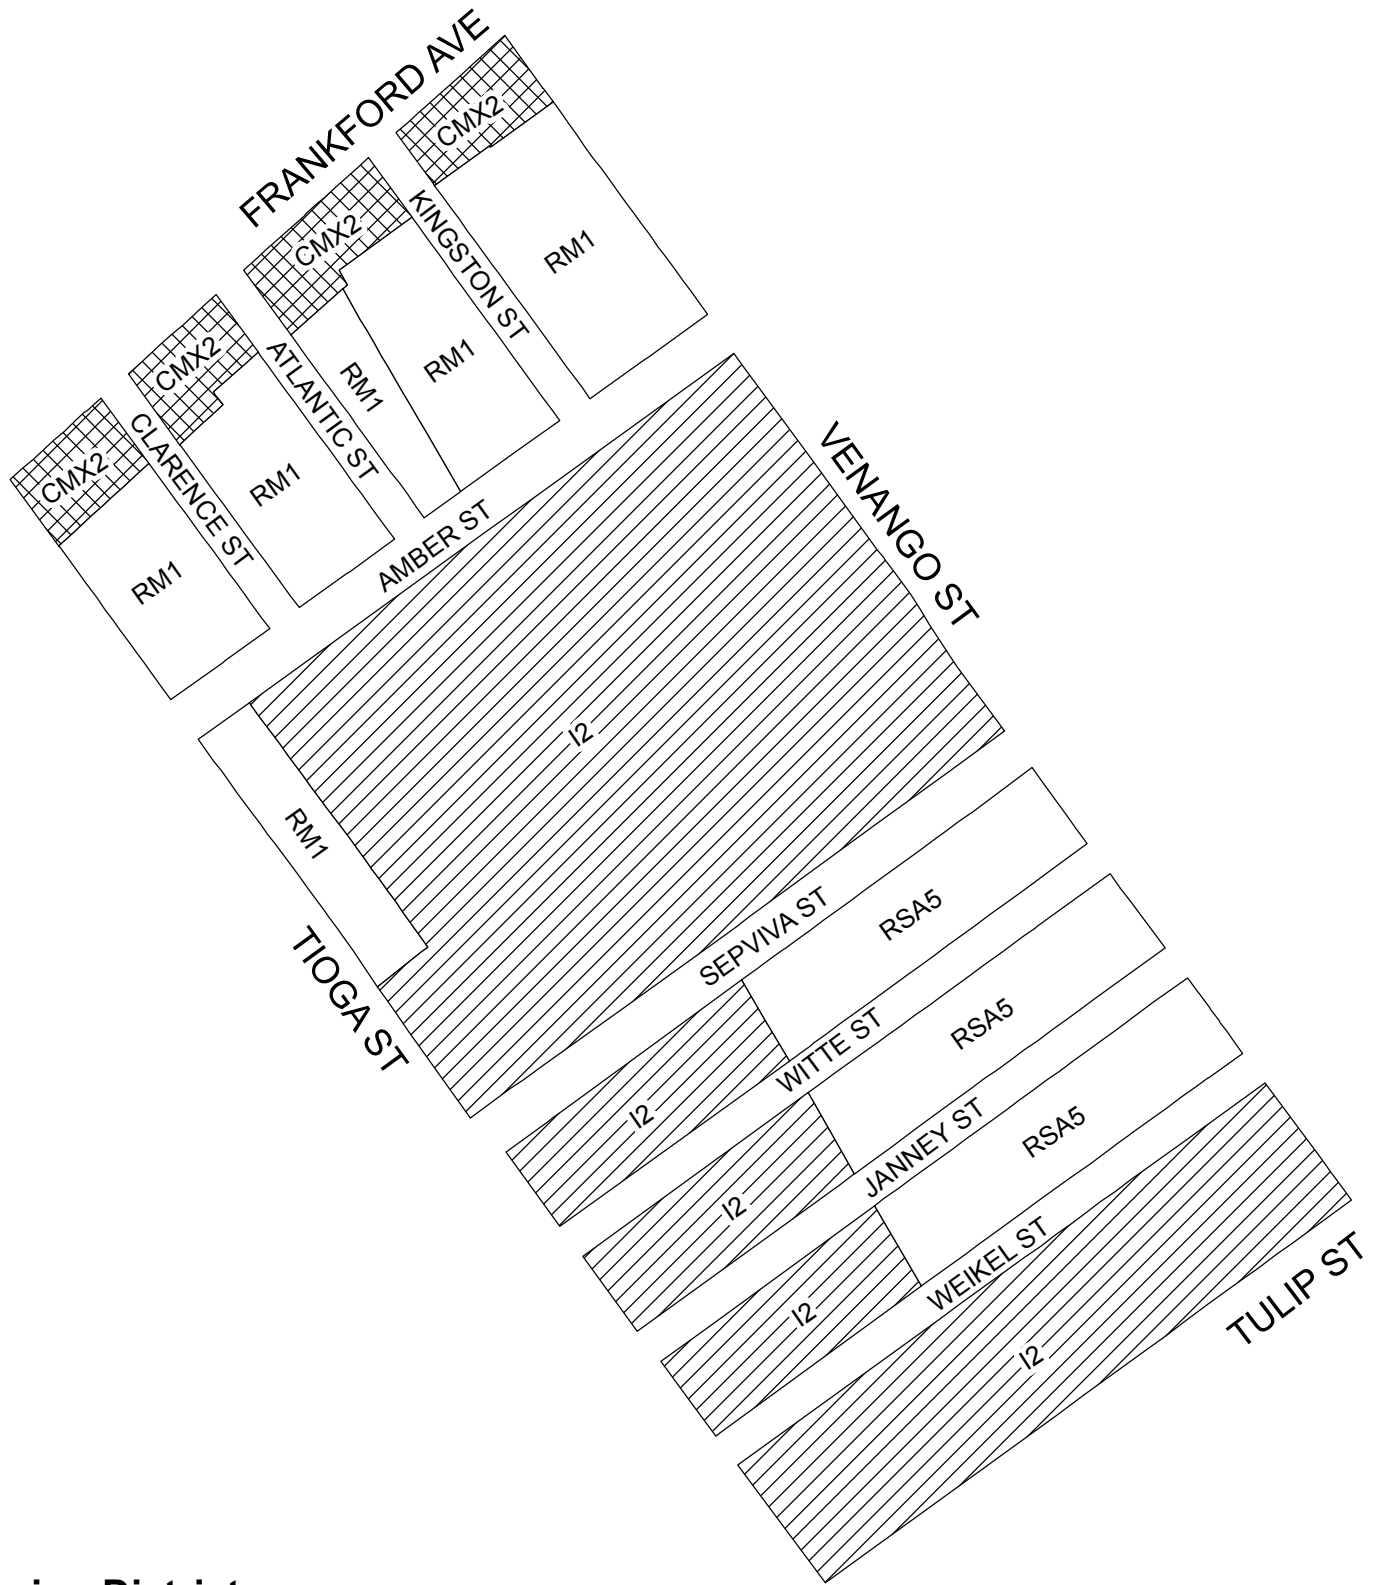 FRANKFORD AVE
CMX2
CMX2
KINGSTON ST
RM1
CMX2
ATLANTIC ST
RM1
RM1
CMX2
CLARENCE ST
RM1
RM1
AMBER ST
VENANGO ST
I2
RM1
TIOGA ST
SEPVIVA ST
RSA5
I2
WITTE ST
RSA5
I2
JANNEY ST
RSA5
I2
WEIKEL ST
I2
TULIP ST